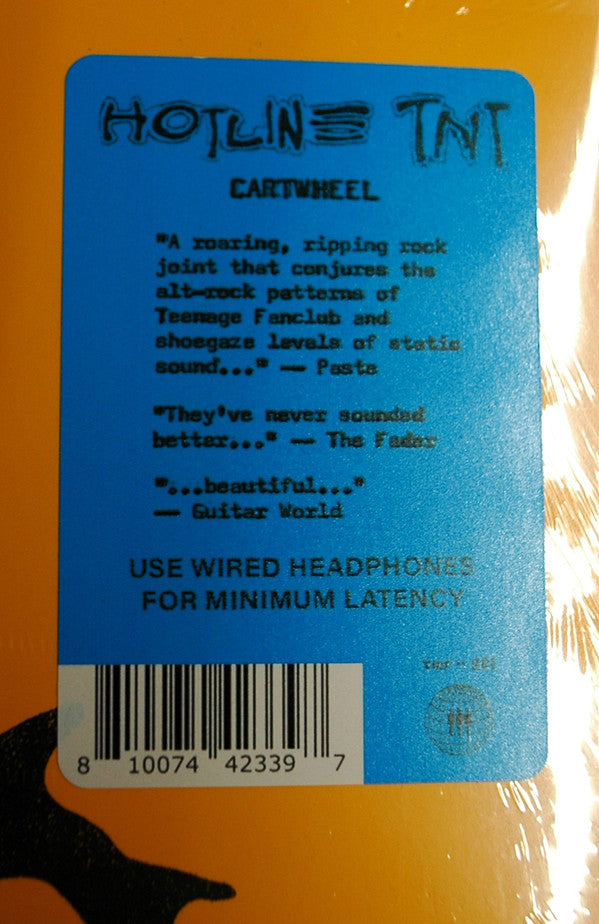 HOTLINE TNT
CARTWHEEL
"A roaring, ripping rock
joint that conjures the
alt-rock patterns of
Teenage Fanclub and
shoegaze levels of static
sound..." — Paste
"They've never sounded
better..." — The Fader
"...beautiful..."
— Guitar World
USE WIRED HEADPHONES
FOR MINIMUM LATENCY
8 10074 42339 7